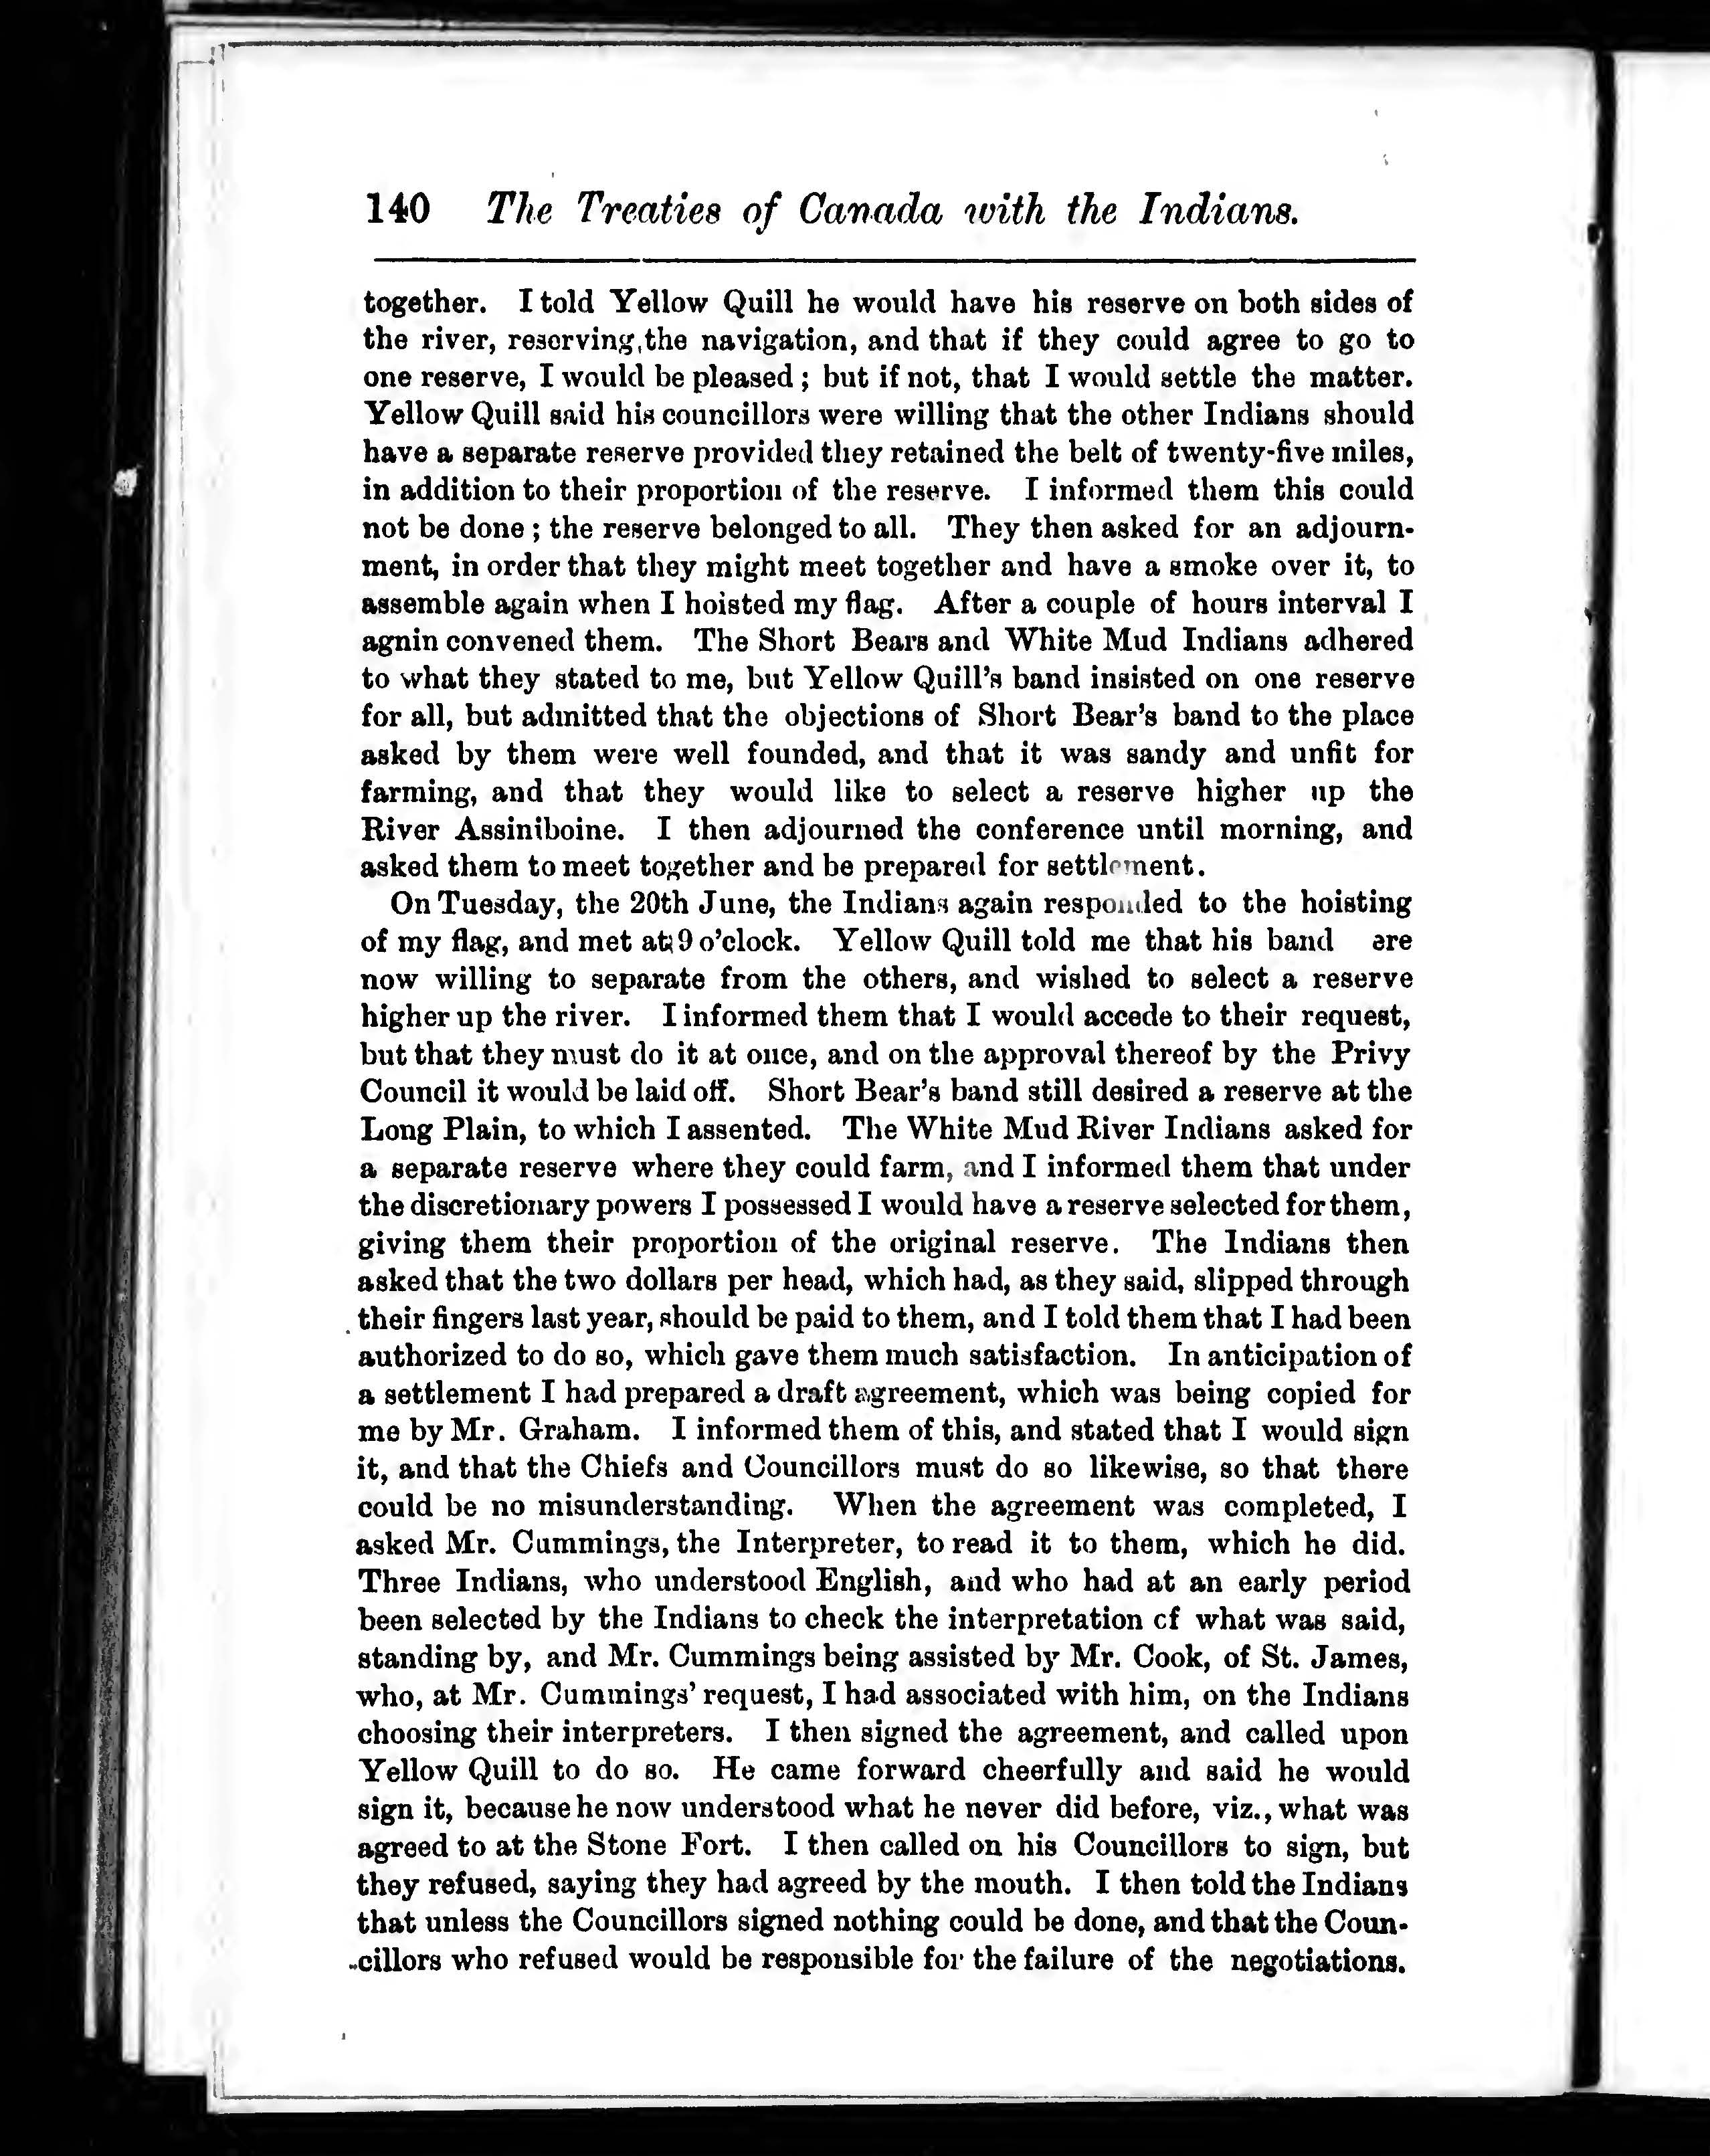 140 The Treaties of Canada with the Indians.
together. I told Yellow Quill he would have his reserve on both sides of
the river, reserving the navigation, and that if they could agree to go to
one reserve, I would be pleased ; but if not, that I would settle the matter.
Yellow Quill said his councillors were willing that the other Indians should
have a separate reserve provided they retained the belt of twenty-five miles,
in addition to their proportion of the reserve. I informed them this could
not be done ; the reserve belonged to all. They then asked for an adjourn-
ment, in order that they might meet together and have a smoke over it, to
assemble again when I hoisted my flag. After a couple of hours interval I
again convened them. The Short Bears and White Mud Indians adhered
to what they stated to me, but Yellow Quill's band insisted on one reserve
for all, but admitted that the objections of Short Bear's band to the place
asked by them were well founded, and that it was sandy and unfit for
farming, and that they would like to select a reserve higher up the
River Assiniboine. I then adjourned the conference until morning, and
asked them to meet together and be prepared for settlement.
On Tuesday, the 20th June, the Indians again responded to the hoisting
of my flag, and met at 9 o'clock. Yellow Quill told me that his band ere
now willing to separate from the others, and wished to select a reserve
higher up the river. I informed them that I would accede to their request,
but that they must do it at once, and on the approval thereof by the Privy
Council it would be laid off. Short Bear's band still desired a reserve at the
Long Plain, to which I assented. The White Mud River Indians asked for
a separate reserve where they could farm, and I informed them that under
the discretionary powers I possessed I would have a reserve selected for them,
giving them their proportion of the original reserve. The Indians then
asked that the two dollars per head, which had, as they said, slipped through
their fingers last year, should be paid to them, and I told them that I had been
authorized to do so, which gave them much satisfaction. In anticipation of
a settlement I had prepared a draft agreement, which was being copied for
me by Mr. Graham. I informed them of this, and stated that I would sign
it, and that the Chiefs and Councillors must do so likewise, so that there
could be no misunderstanding. When the agreement was completed, I
asked Mr. Cummings, the Interpreter, to read it to them, which he did.
Three Indians, who understood English, and who had at an early period
been selected by the Indians to check the interpretation of what was said,
standing by, and Mr. Cummings being assisted by Mr. Cook, of St. James,
who, at Mr. Cummings' request, I had associated with him, on the Indians
choosing their interpreters. I then signed the agreement, and called upon
Yellow Quill to do so. He came forward cheerfully and said he would
sign it, because he now understood what he never did before, viz., what was
agreed to at the Stone Fort. I then called on his Councillors to sign, but
they refused, saying they had agreed by the mouth. I then told the Indians
that unless the Councillors signed nothing could be done, and that the Coun-
cillors who refused would be responsible for the failure of the negotiations.